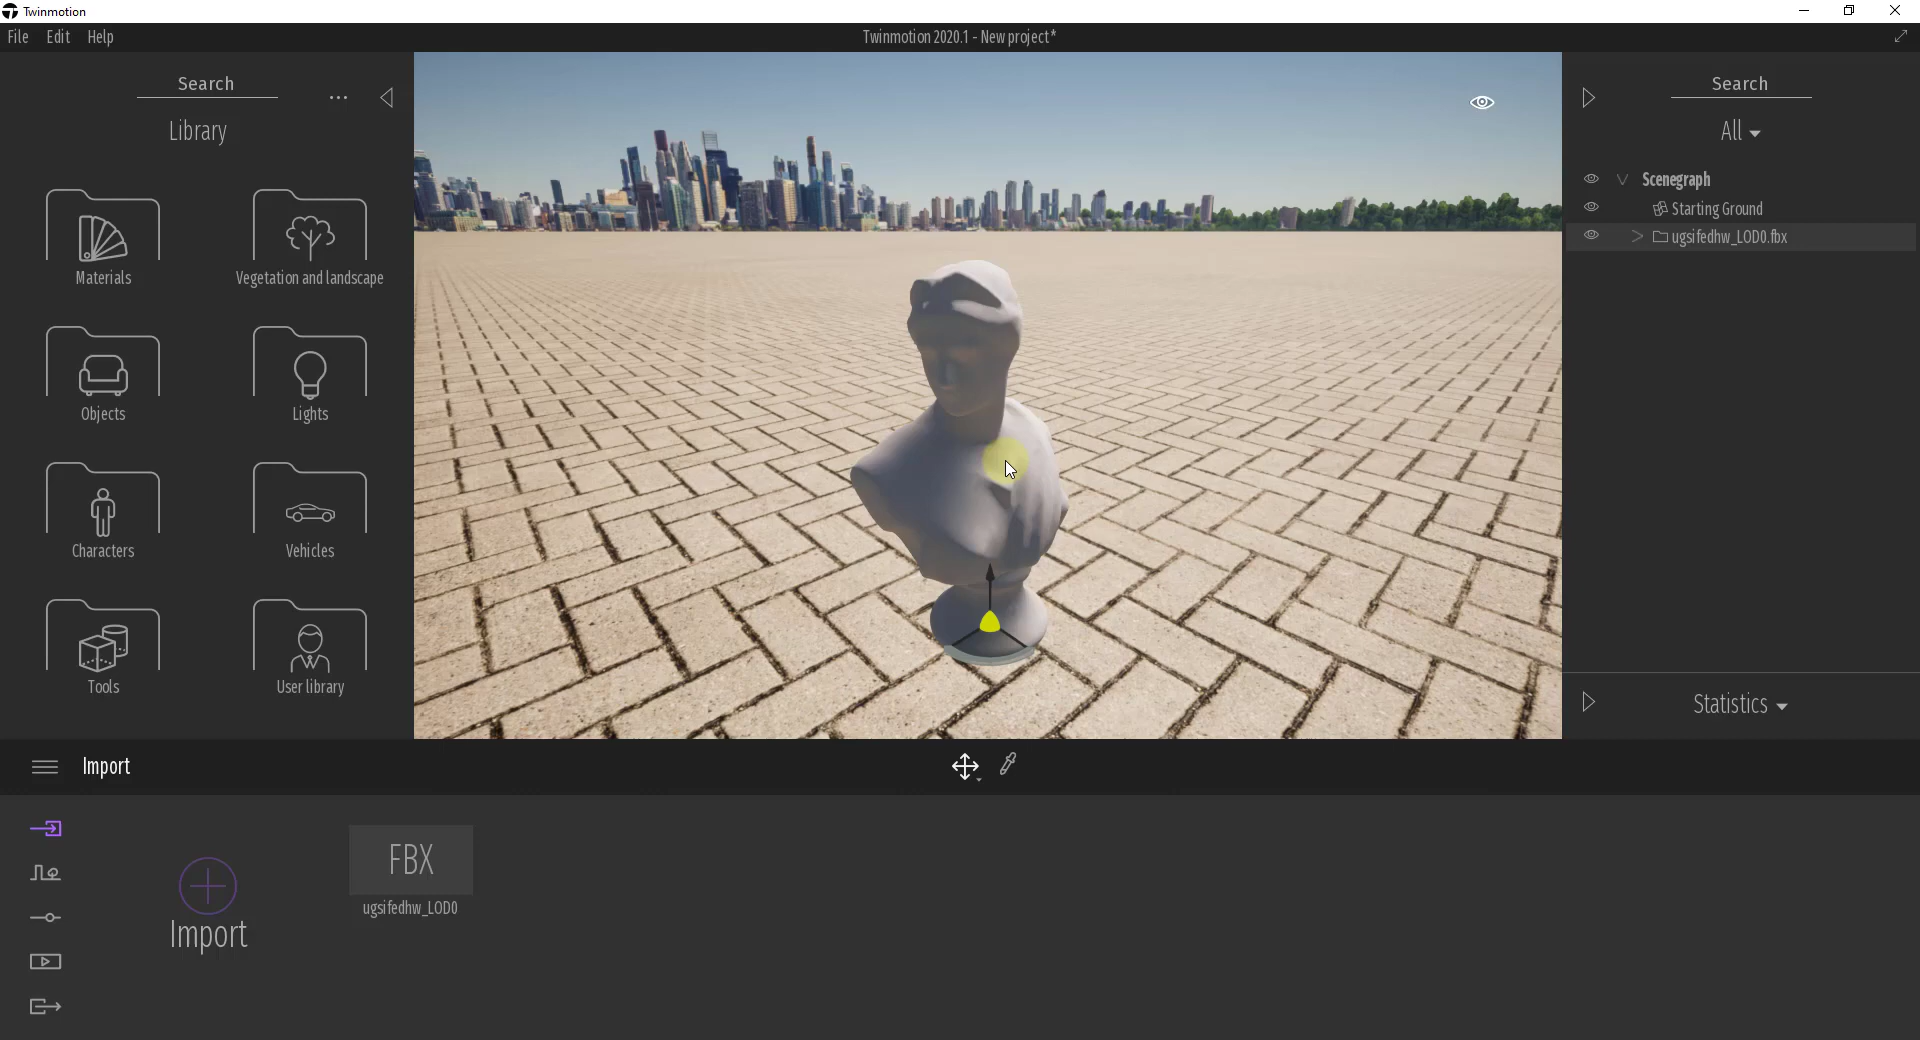 Twinmotion
File Edit Help
Twinmotion 2020.1 - New project*
Search
Library
Materials
Vegetation and landscape
Objects
Lights
Characters
Vehicles
Tools
User library
Search
All
Scenegraph
Starting Ground
ugsifedhw_LOD0.fbx
Statistics
Import
Import
FBX
ugsifedhw_LOD0